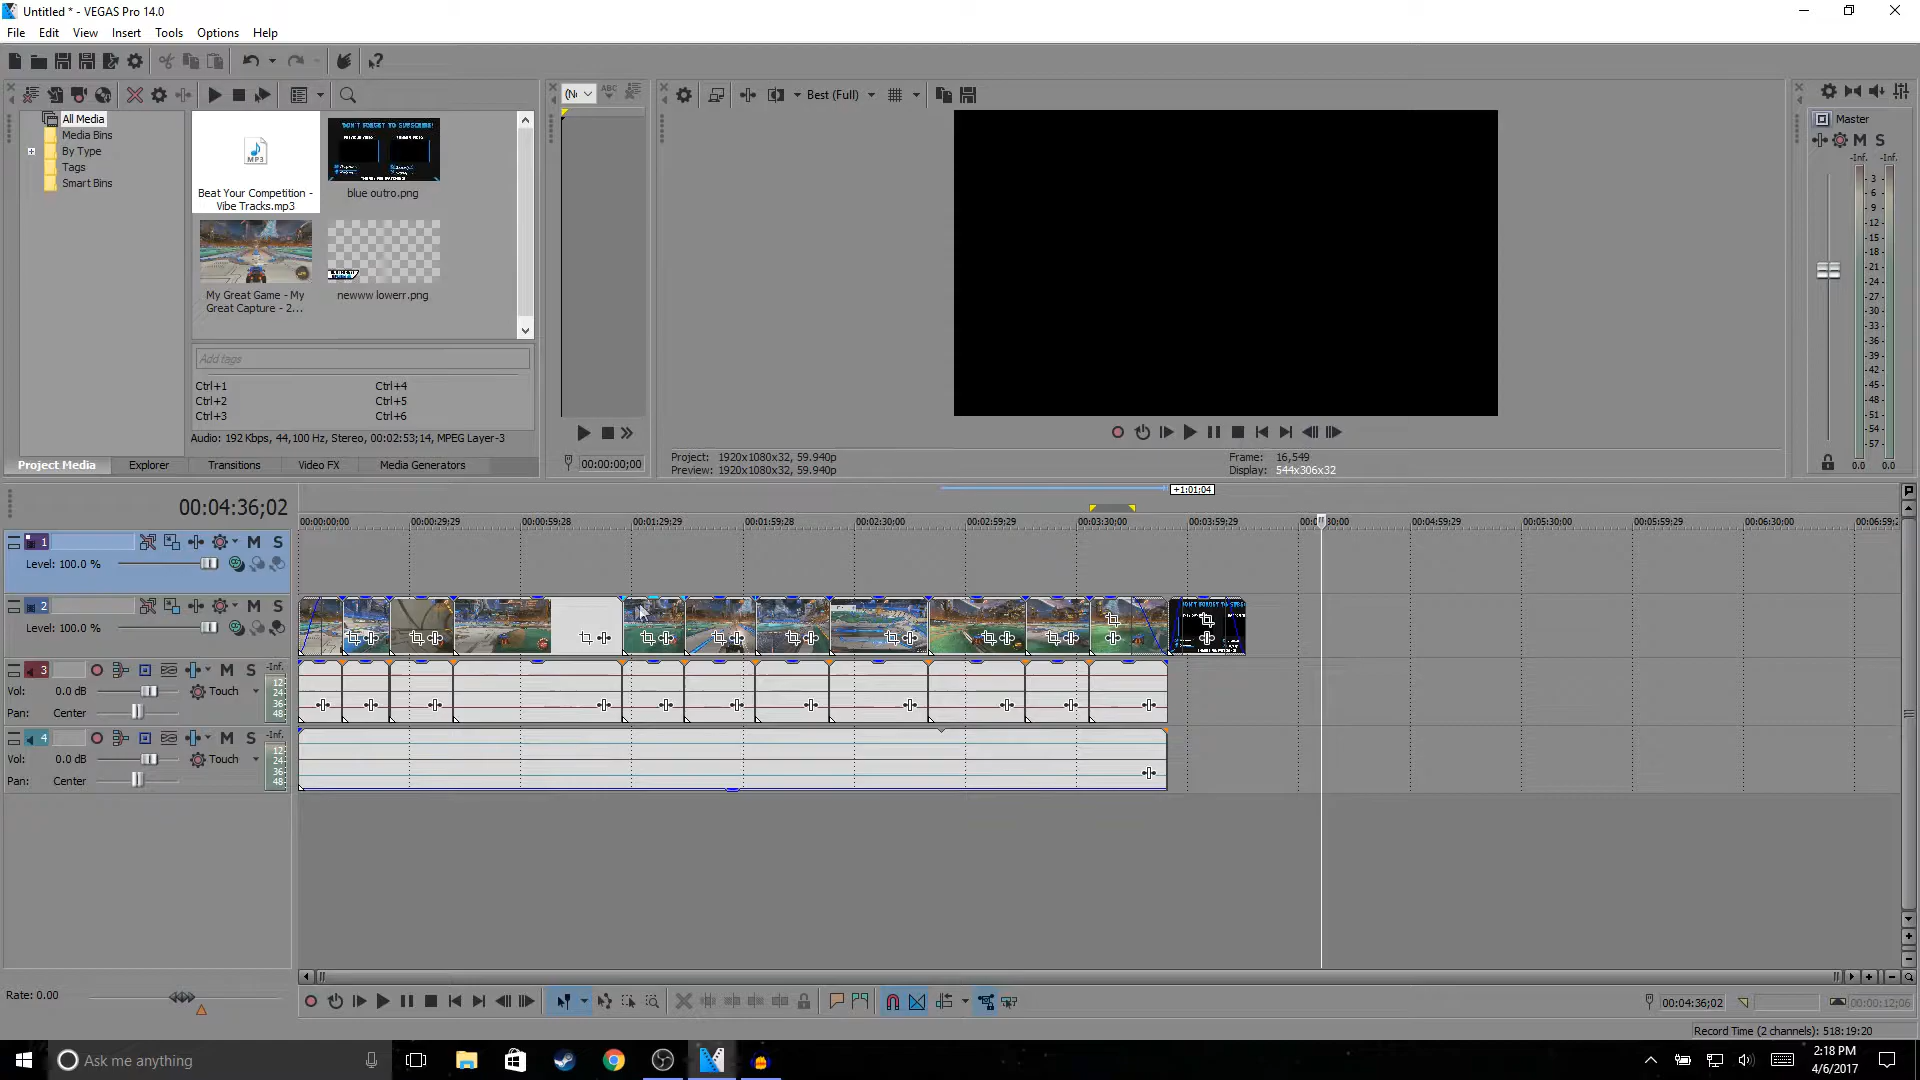 Untitled * - VEGAS Pro 14.0
File Edit View Insert Tools Options Help
Best (Full)
Master
All Media
Media Bins
By Type
Tags
Smart Bins
MP3
Beat Your Competition -
Vibe Tracks.mp3
DON'T FORGET TO SUBSCRIBE!
blue outro.png
My Great Game - My
Great Capture - 2...
newww lowerr.png
Add tags
Ctrl+1 Ctrl+4
Ctrl+2 Ctrl+5
Ctrl+3 Ctrl+6
Audio: 192 Kbps, 44,100 Hz, Stereo, 00:02:53;14, MPEG Layer-3
Project Media Explorer Transitions Video FX Media Generators
00:00:00;00
Project: 1920x1080x32, 59.940p
Preview: 1920x1080x32, 59.940p
Frame: 16,549
Display: 544x306x32
M S
-Inf. -Inf.
3
6
9
12
15
18
21
24
27
30
33
36
39
42
45
48
51
54
57
0.0 0.0
+1:01:04
00:04:36;02
00:00:00;00 00:00:29;29 00:00:59;28 00:01:29;29 00:01:59;28 00:02:30;00 00:02:59;29 00:03:30;00 00:03:59;29 00:04:59;29 00:05:30;00 00:05:59;29 00:06:30;00
1 M S
Level: 100.0 %
2 M S
Level: 100.0 %
3 M S -Inf.
Vol: 0.0 dB Touch
Pan: Center
12
24
36
48
4 M S -Inf.
Vol: 0.0 dB Touch
Pan: Center
12
24
36
48
Rate: 0.00
00:04:36;02 00:00:12;06
Record Time (2 channels): 518:19:20
Ask me anything
2:18 PM
4/6/2017